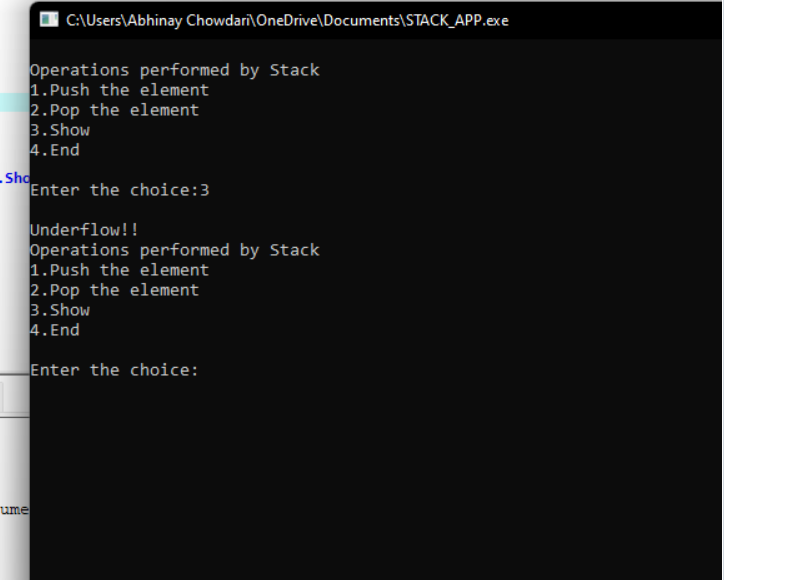 C:\Users\Abhinay Chowdari\OneDrive\Documents\STACK_APP.exe
Operations performed by Stack
1.Push the element
2.Pop the element
3.Show
4.End
.Sho
Enter the choice:3
Underflow!!
Operations performed by Stack
1.Push the element
2.Pop the element
3.Show
4.End
Enter the choice:
ume